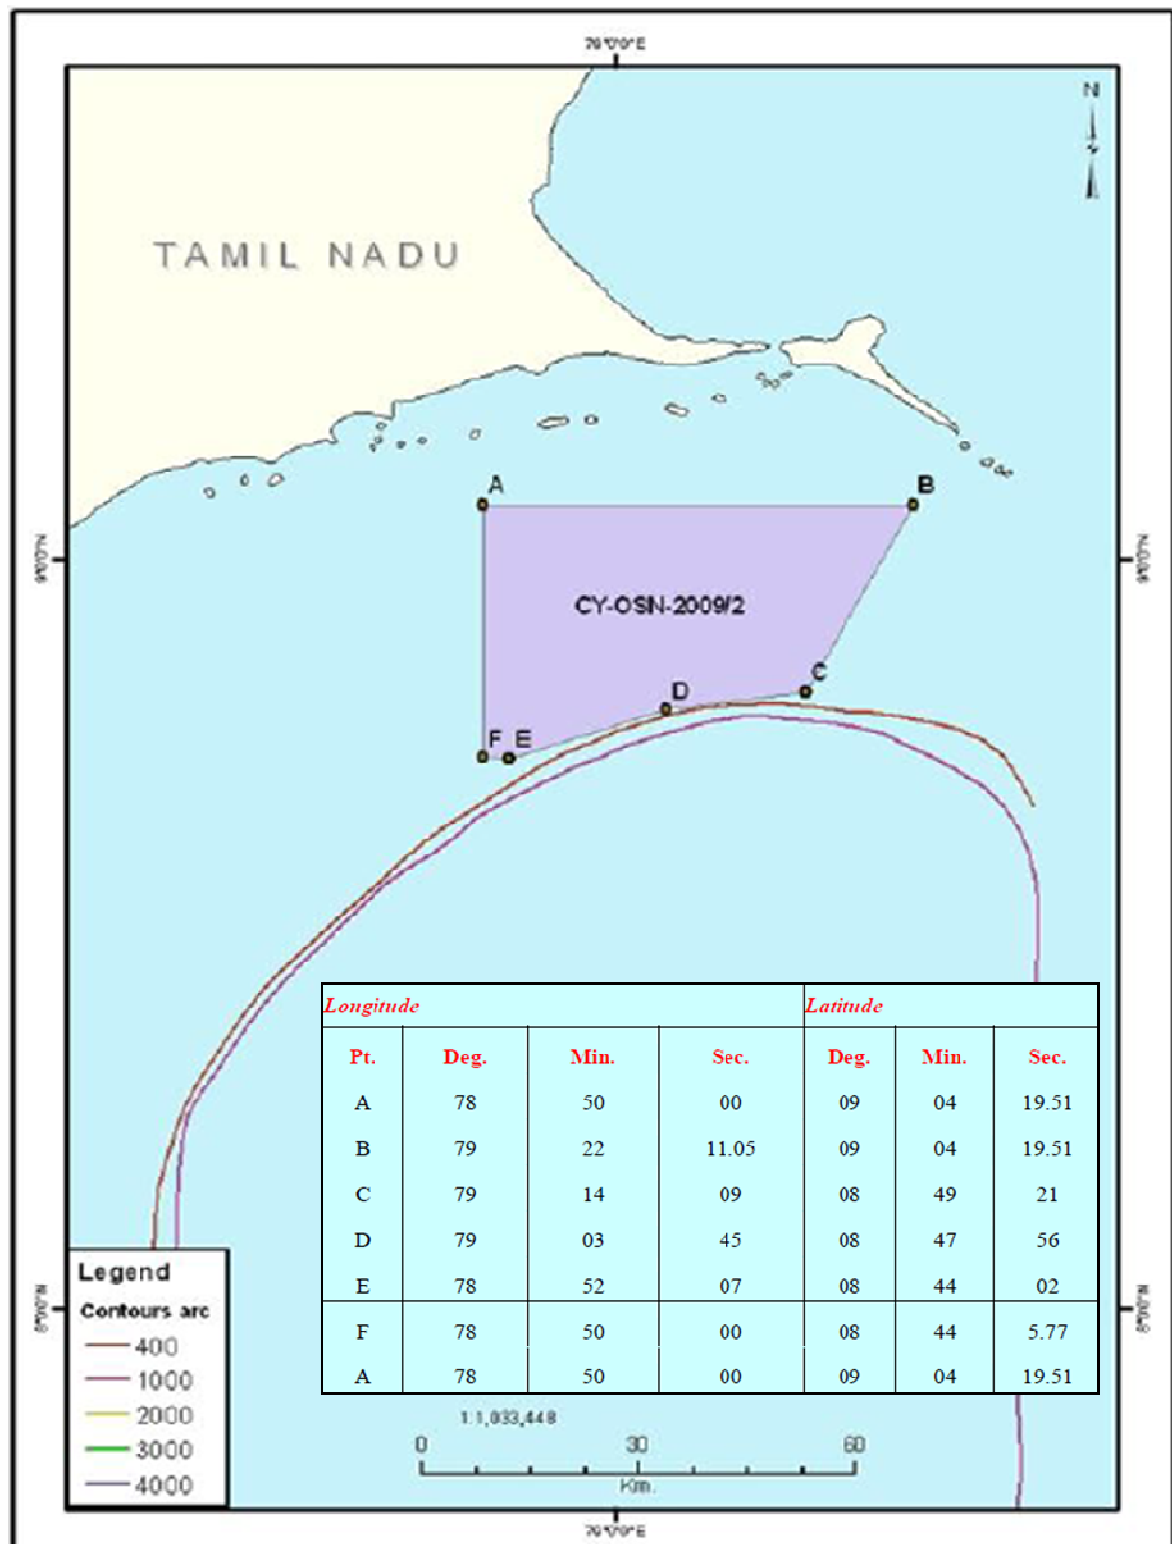 79°0'0"E
N
TAMIL NADU
A
B
9°0'0"N
9°0'0"N
CY-OSN-2009/2
C
D
F
E
Longitude Latitude
Pt. Deg. Min. Sec. Deg. Min. Sec.
A 78 50 00 09 04 19.51
B 79 22 11.05 09 04 19.51
C 79 14 09 08 49 21
D 79 03 45 08 47 56
E 78 52 07 08 44 02
F 78 50 00 08 44 5.77
A 78 50 00 09 04 19.51
8°0'0"N
8°0'0"N
Legend
Contours arc
400
1000
2000
3000
4000
1:1,033,448
0 30 60
Km.
79°0'0"E